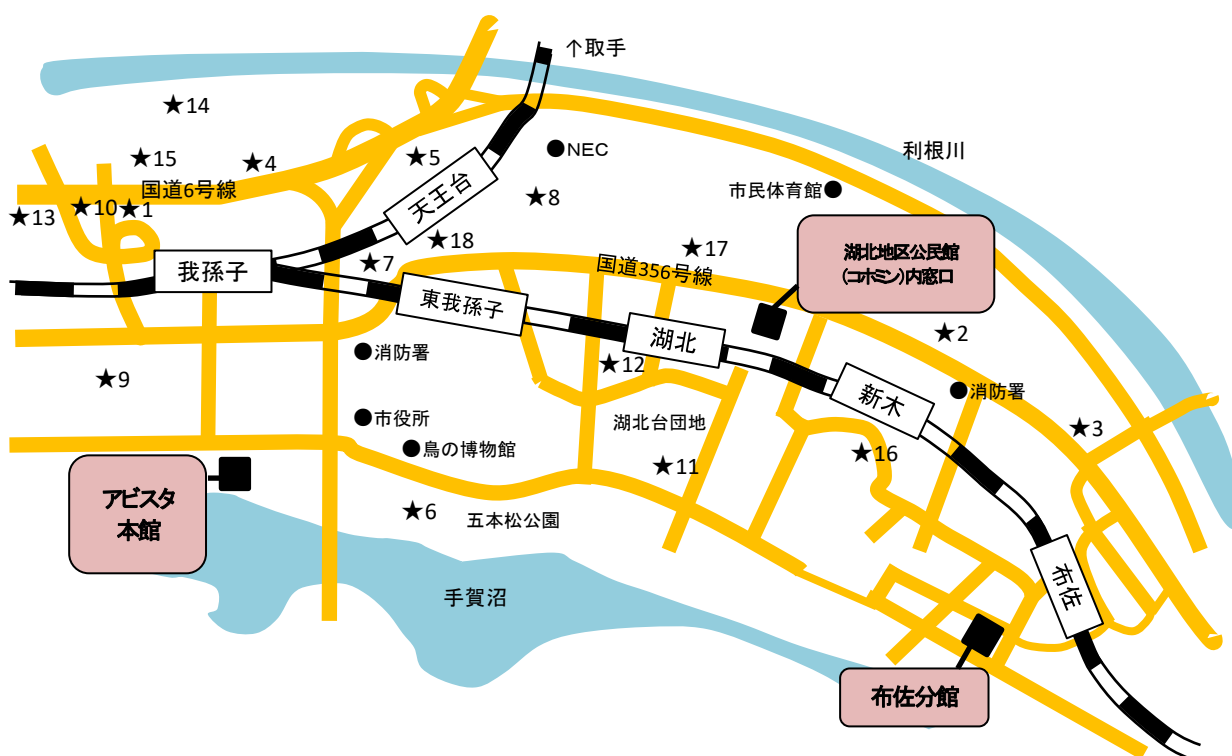 ↑取手
★14
★15
★4
★5
●NEC
利根川
国道6号線
天王台
★8
市民体育館●
★13
★10
★1
★18
★17
湖北地区公民館
(コホミン)内窓口
我孫子
★7
国道356号線
東我孫子
湖北
★2
●消防署
★12
★9
新木
●消防署
●市役所
湖北台団地
★3
●鳥の博物館
★11
★16
アビスタ
本館
★6
五本松公園
手賀沼
布佐
布佐分館